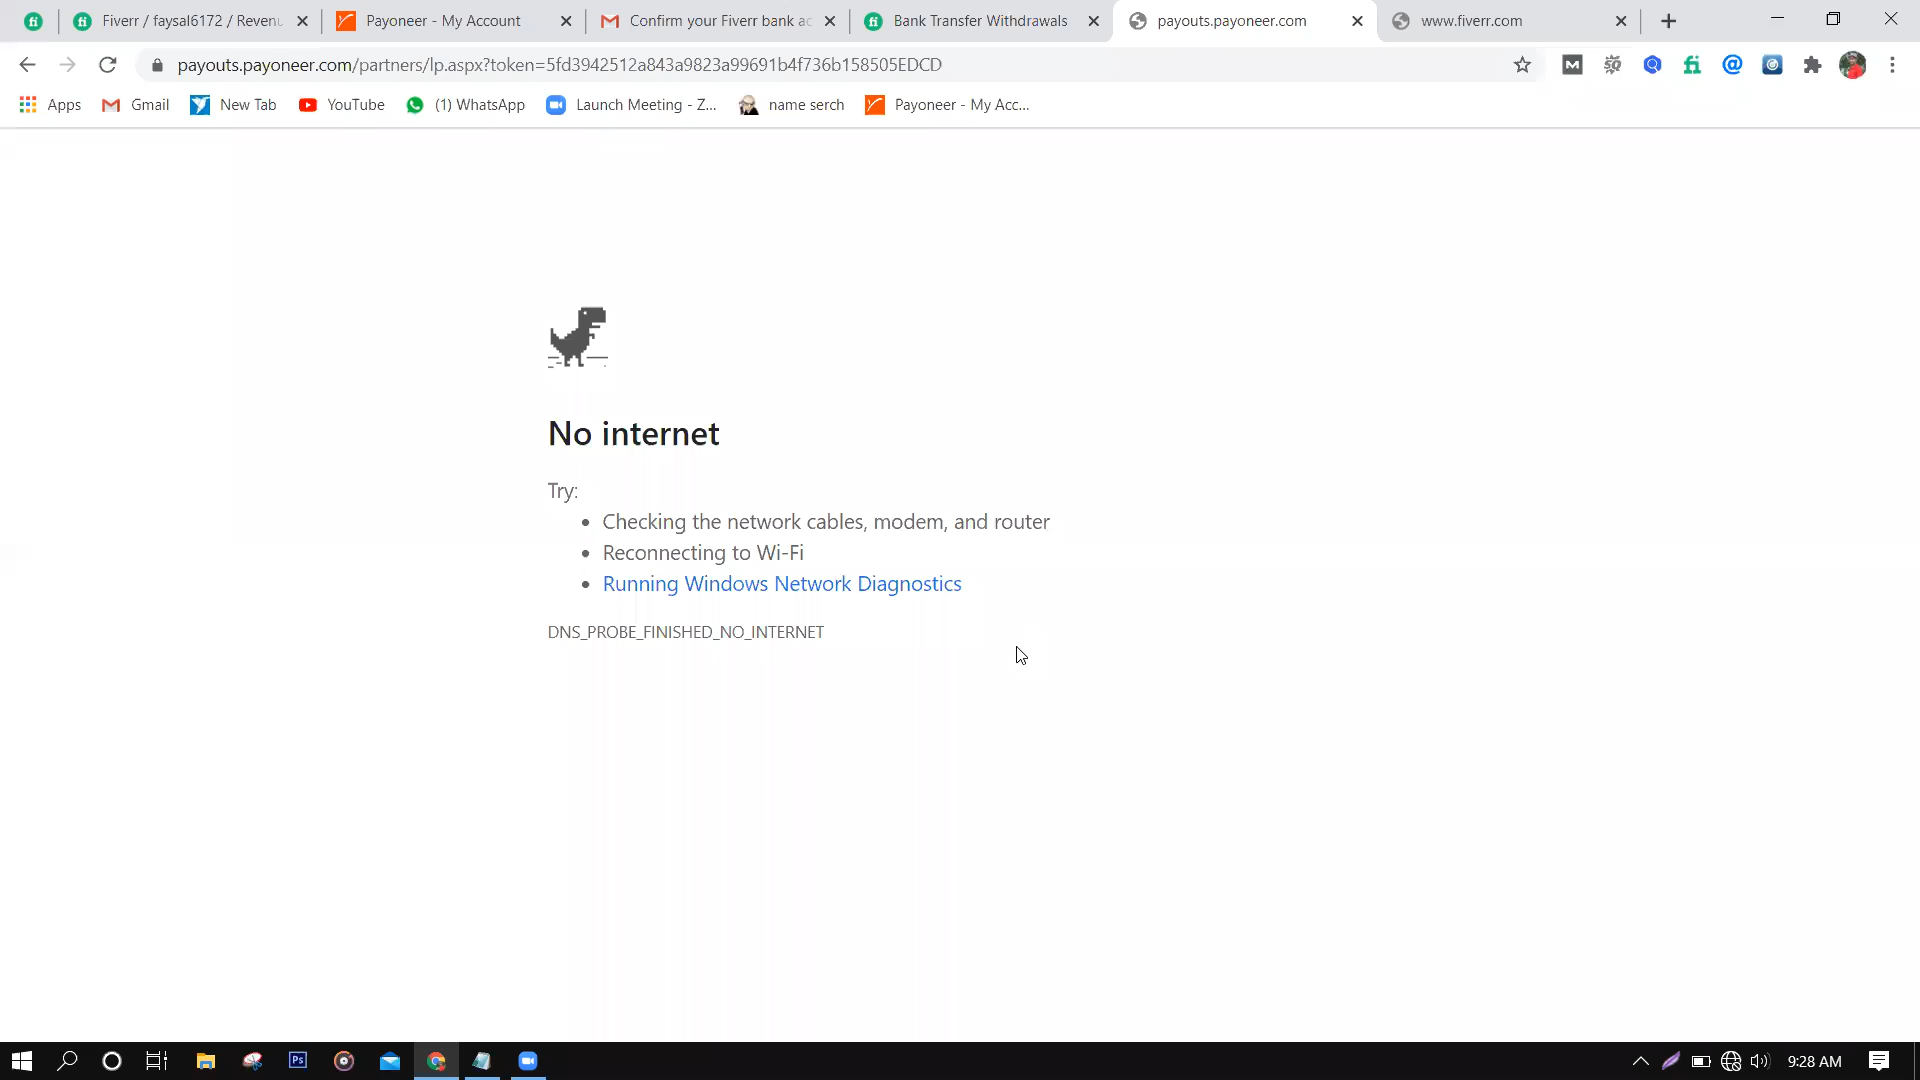 Fiverr / faysal6172 / Revenu
Payoneer - My Account
Confirm your Fiverr bank ac
Bank Transfer Withdrawals
payouts.payoneer.com
www.fiverr.com
payouts.payoneer.com/partners/lp.aspx?token=5fd3942512a843a9823a99691b4f736b158505EDCD
Apps
Gmail
New Tab
YouTube
(1) WhatsApp
Launch Meeting - Z...
name serch
Payoneer - My Acc...
No internet
Try:
• Checking the network cables, modem, and router
• Reconnecting to Wi-Fi
• Running Windows Network Diagnostics
DNS_PROBE_FINISHED_NO_INTERNET
9:28 AM